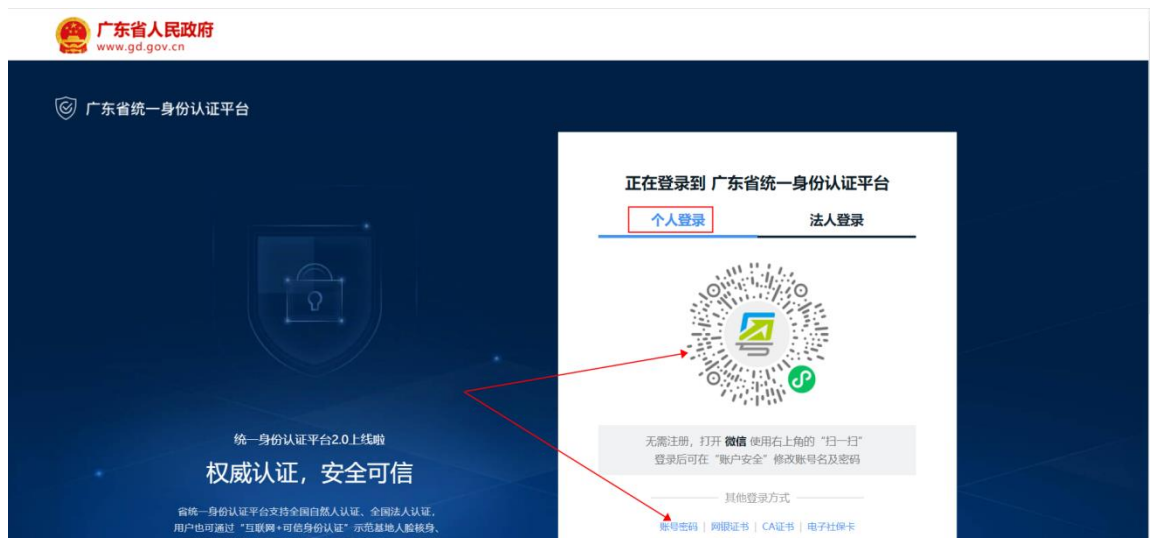 广东省人民政府
www.gd.gov.cn
广东省统一身份认证平台
正在登录到 广东省统一身份认证平台
个人登录 法人登录
无需注册，打开 微信 使用右上角的“扫一扫”
登录后可在“账户安全”修改账号名及密码
其他登录方式
账号密码 | 网银证书 | CA证书 | 电子社保卡
统一身份认证平台2.0上线啦
权威认证，安全可信
省统一身份认证平台支持全国自然人认证、全国法人认证，
用户也可通过“互联网+可信身份认证”示范基地人脸核身、